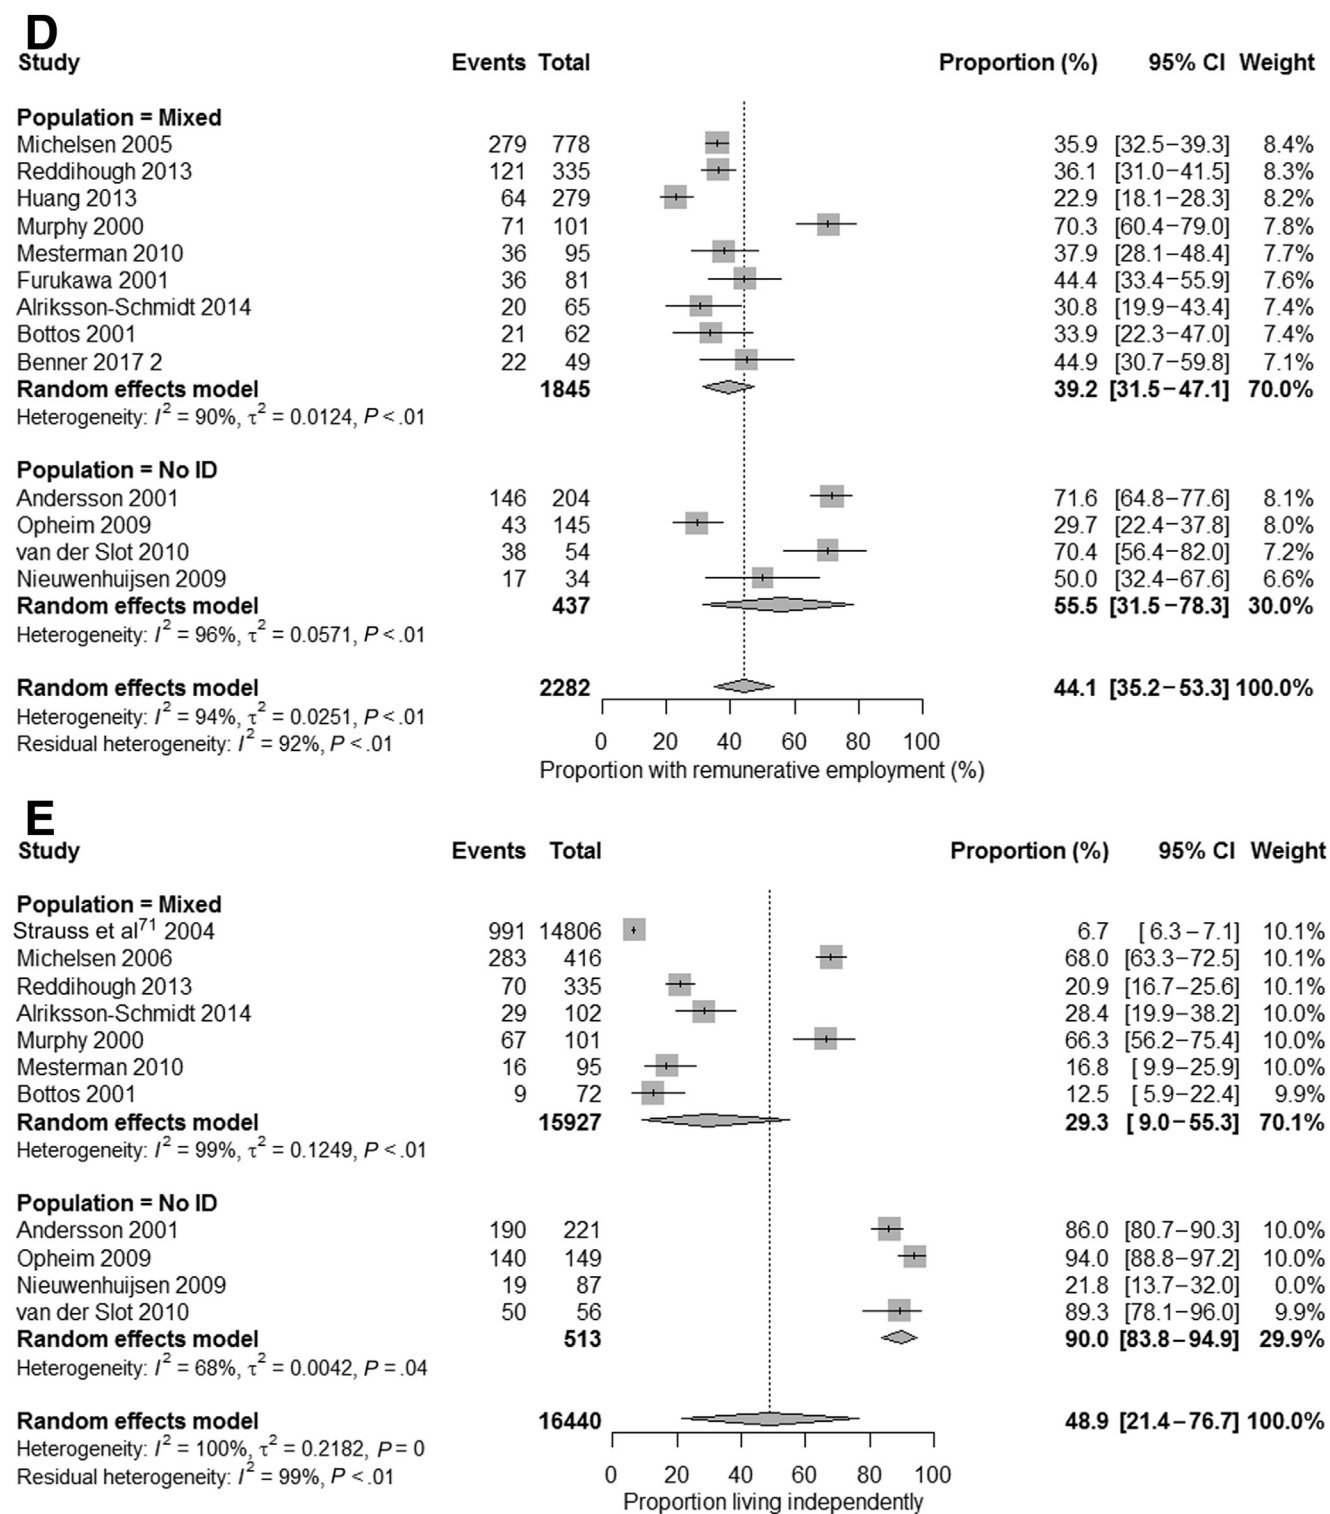 D
Study Events Total Proportion (%) 95% CI Weight
Population = Mixed
Michelsen 2005 279 778 35.9 [32.5–39.3] 8.4%
Reddihough 2013 121 335 36.1 [31.0–41.5] 8.3%
Huang 2013 64 279 22.9 [18.1–28.3] 8.2%
Murphy 2000 71 101 70.3 [60.4–79.0] 7.8%
Mesterman 2010 36 95 37.9 [28.1–48.4] 7.7%
Furukawa 2001 36 81 44.4 [33.4–55.9] 7.6%
Alriksson-Schmidt 2014 20 65 30.8 [19.9–43.4] 7.4%
Bottos 2001 21 62 33.9 [22.3–47.0] 7.4%
Benner 2017 2 22 49 44.9 [30.7–59.8] 7.1%
Random effects model 1845 39.2 [31.5–47.1] 70.0%
Heterogeneity: I² = 90%, τ² = 0.0124, P < .01
Population = No ID
Andersson 2001 146 204 71.6 [64.8–77.6] 8.1%
Opheim 2009 43 145 29.7 [22.4–37.8] 8.0%
van der Slot 2010 38 54 70.4 [56.4–82.0] 7.2%
Nieuwenhuijsen 2009 17 34 50.0 [32.4–67.6] 6.6%
Random effects model 437 55.5 [31.5–78.3] 30.0%
Heterogeneity: I² = 96%, τ² = 0.0571, P < .01
Random effects model 2282 44.1 [35.2–53.3] 100.0%
Heterogeneity: I² = 94%, τ² = 0.0251, P < .01
Residual heterogeneity: I² = 92%, P < .01
0 20 40 60 80 100
Proportion with remunerative employment (%)
E
Study Events Total Proportion (%) 95% CI Weight
Population = Mixed
Strauss et al⁷¹ 2004 991 14806 6.7 [ 6.3 – 7.1] 10.1%
Michelsen 2006 283 416 68.0 [63.3–72.5] 10.1%
Reddihough 2013 70 335 20.9 [16.7–25.6] 10.1%
Alriksson-Schmidt 2014 29 102 28.4 [19.9–38.2] 10.0%
Murphy 2000 67 101 66.3 [56.2–75.4] 10.0%
Mesterman 2010 16 95 16.8 [ 9.9–25.9] 10.0%
Bottos 2001 9 72 12.5 [ 5.9–22.4] 9.9%
Random effects model 15927 29.3 [ 9.0–55.3] 70.1%
Heterogeneity: I² = 99%, τ² = 0.1249, P < .01
Population = No ID
Andersson 2001 190 221 86.0 [80.7–90.3] 10.0%
Opheim 2009 140 149 94.0 [88.8–97.2] 10.0%
Nieuwenhuijsen 2009 19 87 21.8 [13.7–32.0] 0.0%
van der Slot 2010 50 56 89.3 [78.1–96.0] 9.9%
Random effects model 513 90.0 [83.8–94.9] 29.9%
Heterogeneity: I² = 68%, τ² = 0.0042, P = .04
Random effects model 16440 48.9 [21.4–76.7] 100.0%
Heterogeneity: I² = 100%, τ² = 0.2182, P = 0
Residual heterogeneity: I² = 99%, P < .01
0 20 40 60 80 100
Proportion living independently